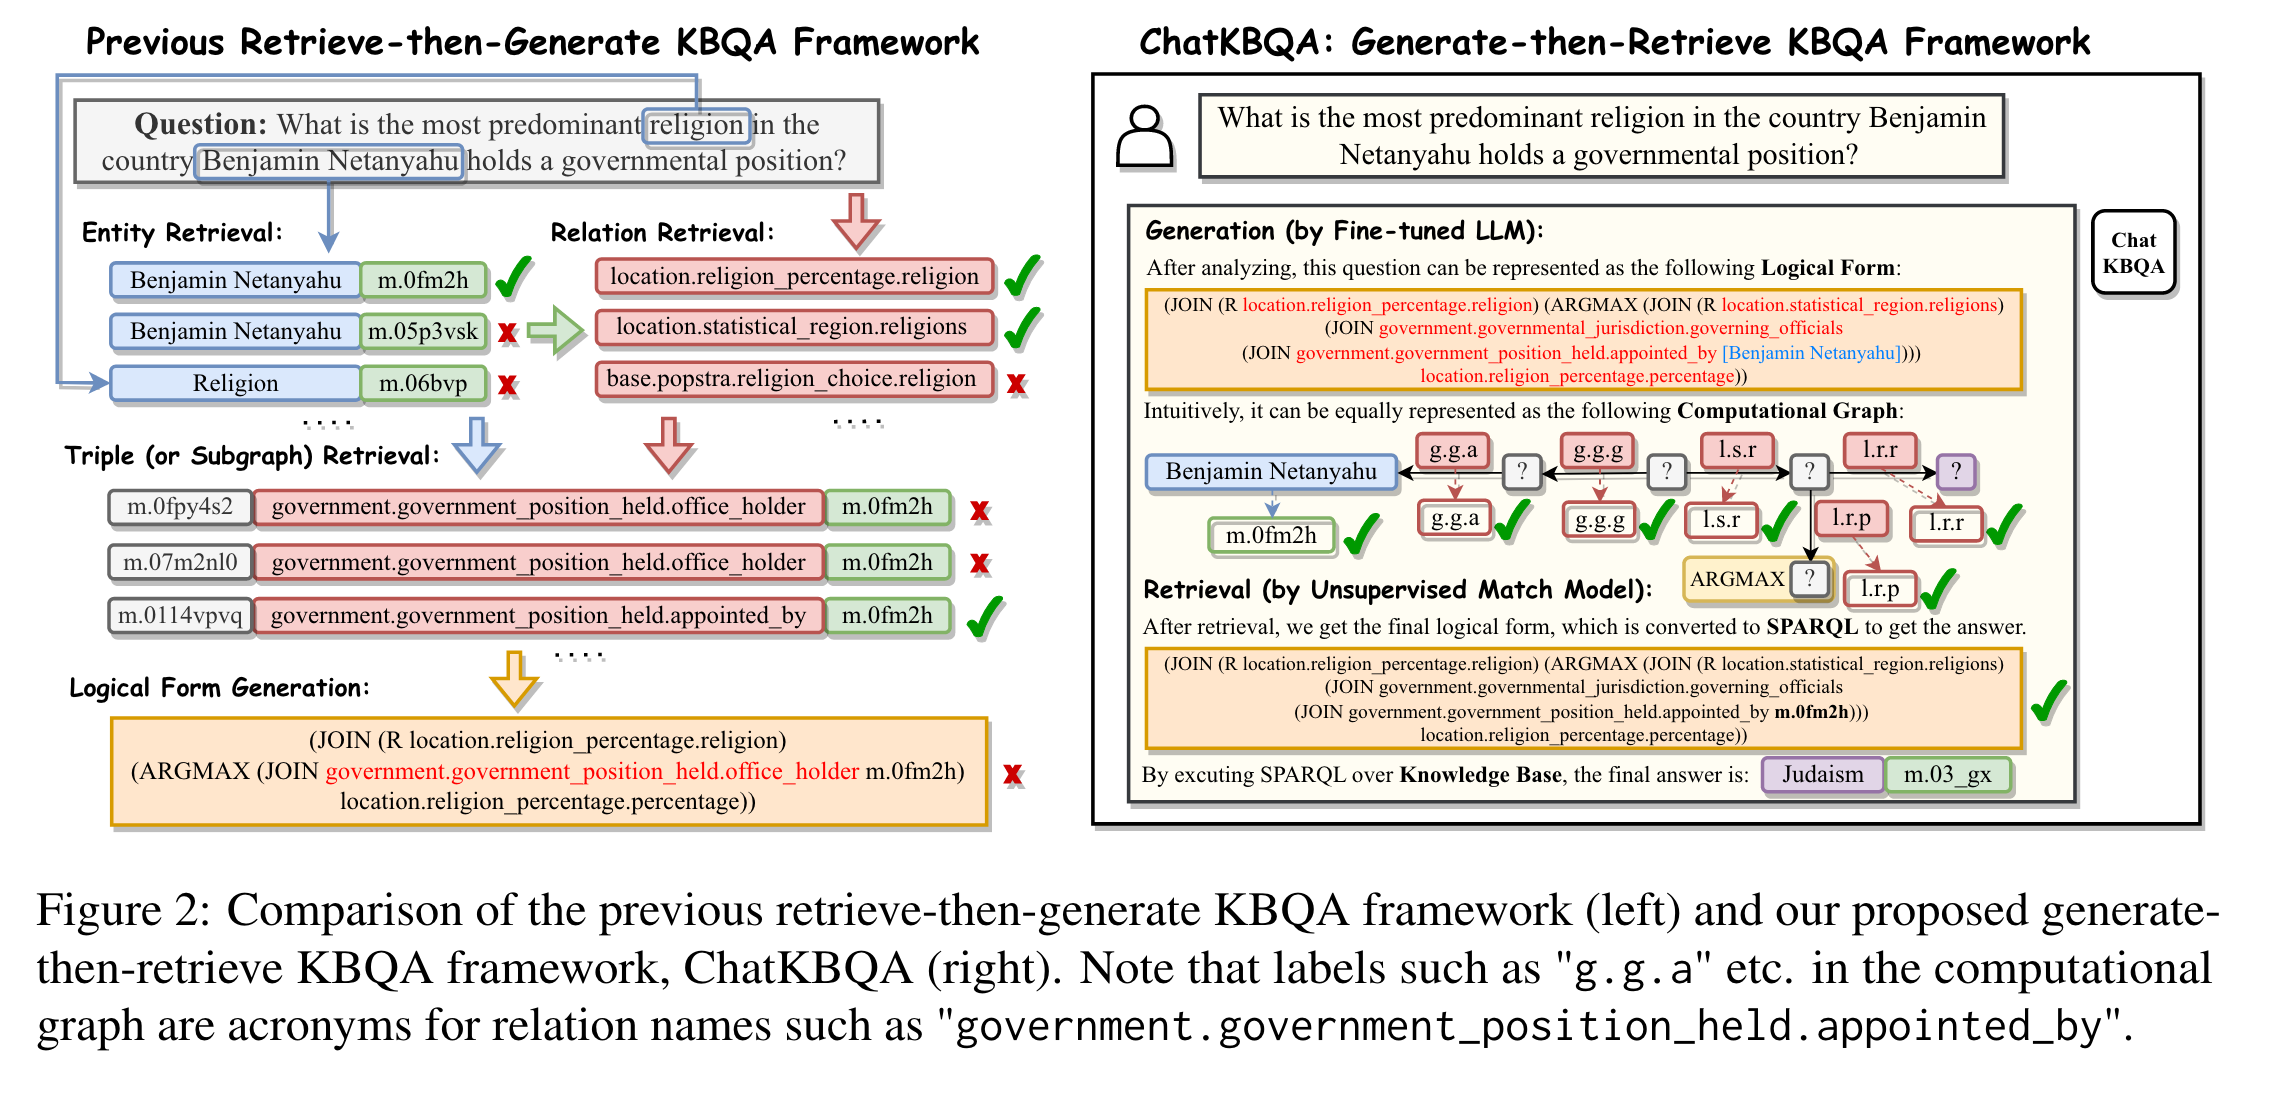 Previous Retrieve-then-Generate KBQA Framework
Question: What is the most predominant religion in the
country Benjamin Netanyahu holds a governmental position?
Entity Retrieval:
Benjamin Netanyahu m.0fm2h
Benjamin Netanyahu m.05p3vsk
Religion m.06bvp
....
Relation Retrieval:
location.religion_percentage.religion
location.statistical_region.religions
base.popstra.religion_choice.religion
....
Triple (or Subgraph) Retrieval:
m.0fpy4s2 government.government_position_held.office_holder m.0fm2h
m.07m2nl0 government.government_position_held.office_holder m.0fm2h
m.0114vpvq government.government_position_held.appointed_by m.0fm2h
....
Logical Form Generation:
(JOIN (R location.religion_percentage.religion)
(ARGMAX (JOIN government.government_position_held.office_holder m.0fm2h)
location.religion_percentage.percentage))
ChatKBQA: Generate-then-Retrieve KBQA Framework
What is the most predominant religion in the country Benjamin
Netanyahu holds a governmental position?
Chat
KBQA
Generation (by Fine-tuned LLM):
After analyzing, this question can be represented as the following Logical Form:
(JOIN (R location.religion_percentage.religion) (ARGMAX (JOIN (R location.statistical_region.religions)
(JOIN government.governmental_jurisdiction.governing_officials
(JOIN government.government_position_held.appointed_by [Benjamin Netanyahu])))
location.religion_percentage.percentage))
Intuitively, it can be equally represented as the following Computational Graph:
g.g.a g.g.g l.s.r l.r.r
Benjamin Netanyahu ? ? ? ?
m.0fm2h g.g.a g.g.g l.s.r l.r.p l.r.r
ARGMAX ? l.r.p
Retrieval (by Unsupervised Match Model):
After retrieval, we get the final logical form, which is converted to SPARQL to get the answer.
(JOIN (R location.religion_percentage.religion) (ARGMAX (JOIN (R location.statistical_region.religions)
(JOIN government.governmental_jurisdiction.governing_officials
(JOIN government.government_position_held.appointed_by m.0fm2h)))
location.religion_percentage.percentage))
By excuting SPARQL over Knowledge Base, the final answer is: Judaism m.03_gx
Figure 2: Comparison of the previous retrieve-then-generate KBQA framework (left) and our proposed generate-
then-retrieve KBQA framework, ChatKBQA (right). Note that labels such as "g.g.a" etc. in the computational
graph are acronyms for relation names such as "government.government_position_held.appointed_by".